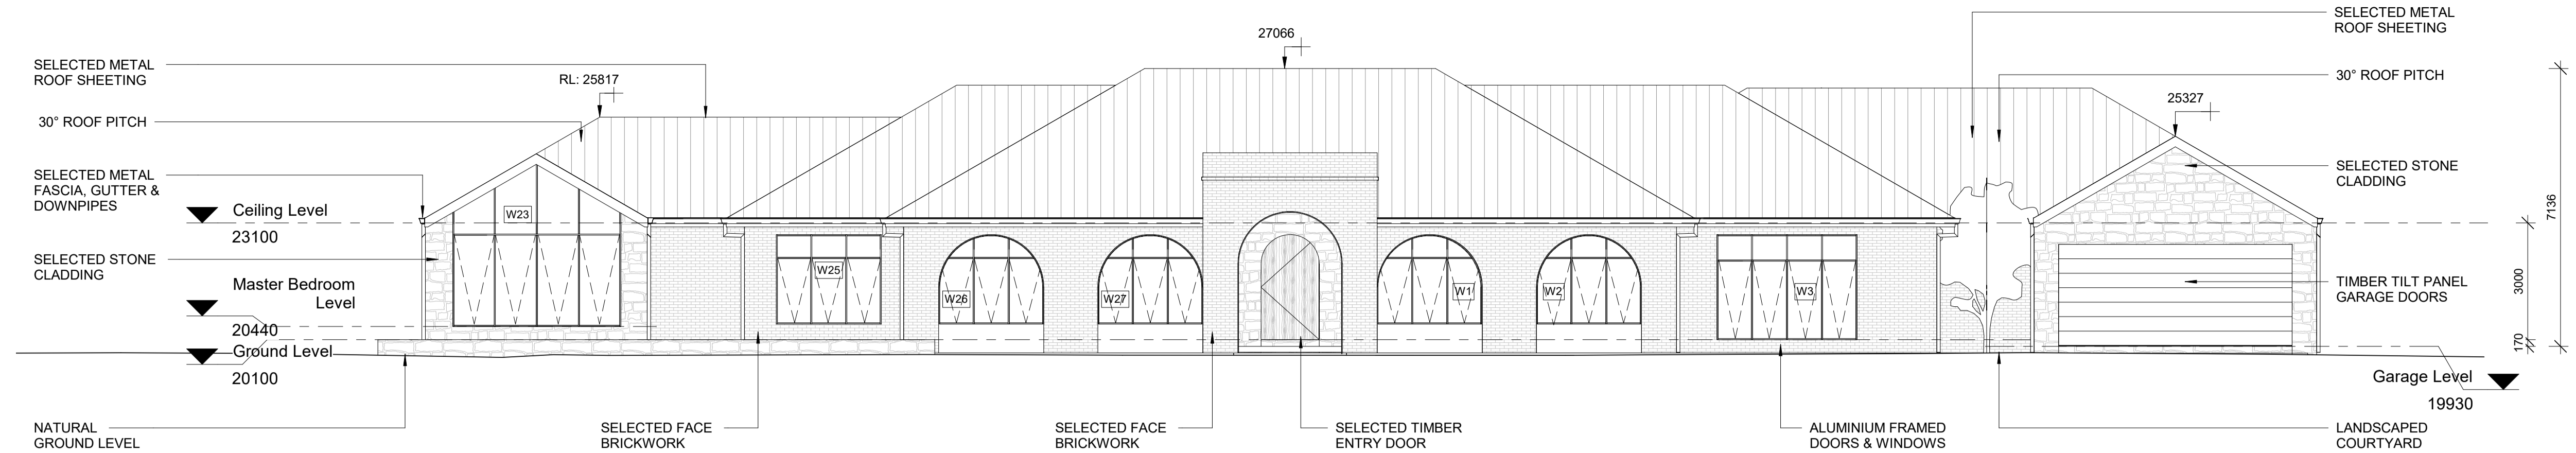 SELECTED METAL
ROOF SHEETING
30° ROOF PITCH
SELECTED METAL
FASCIA, GUTTER &
DOWNPIPES
Ceiling Level
23100
SELECTED STONE
CLADDING
Master Bedroom
Level
20440
Ground Level
20100
NATURAL
GROUND LEVEL
RL: 25817
27066
W23
W25
W26
W27
W1
W2
W3
SELECTED FACE
BRICKWORK
SELECTED FACE
BRICKWORK
SELECTED TIMBER
ENTRY DOOR
ALUMINIUM FRAMED
DOORS & WINDOWS
SELECTED METAL
ROOF SHEETING
30° ROOF PITCH
25327
SELECTED STONE
CLADDING
TIMBER TILT PANEL
GARAGE DOORS
7136
3000
170
Garage Level
19930
LANDSCAPED
COURTYARD